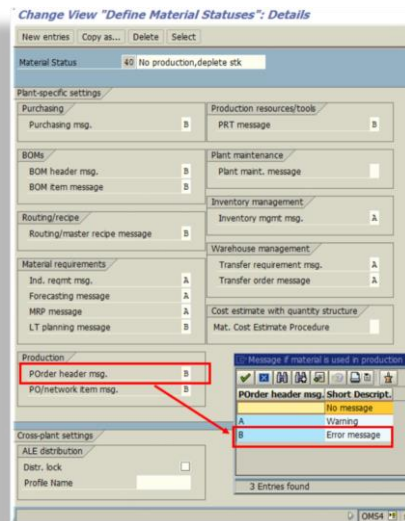 Change View "Define Material Statuses": Details
New entries Copy as... Delete Select
Material Status 40 No production,deplete stk
Plant-specific settings
Purchasing
Purchasing msg. B
Production resources/tools
PRT message B
BOMs
BOM header msg. B
BOM item message B
Plant maintenance
Plant maint. message
Inventory management
Inventory mgmt msg. A
Routing/recipe
Routing/master recipe message B
Warehouse management
Transfer requirement msg. A
Transfer order message A
Material requirements
Ind. reqmt msg. A
Forecasting message A
MRP message A
LT planning message B
Cost estimate with quantity structure
Mat. Cost Estimate Procedure
Production
POrder header msg. B
PO/network item msg. B
Message if material is used in production
POrder header msg. Short Descript.
No message
A Warning
B Error message
3 Entries found
Cross-plant settings
ALE distribution
Distr. lock
Profile Name
OMS4